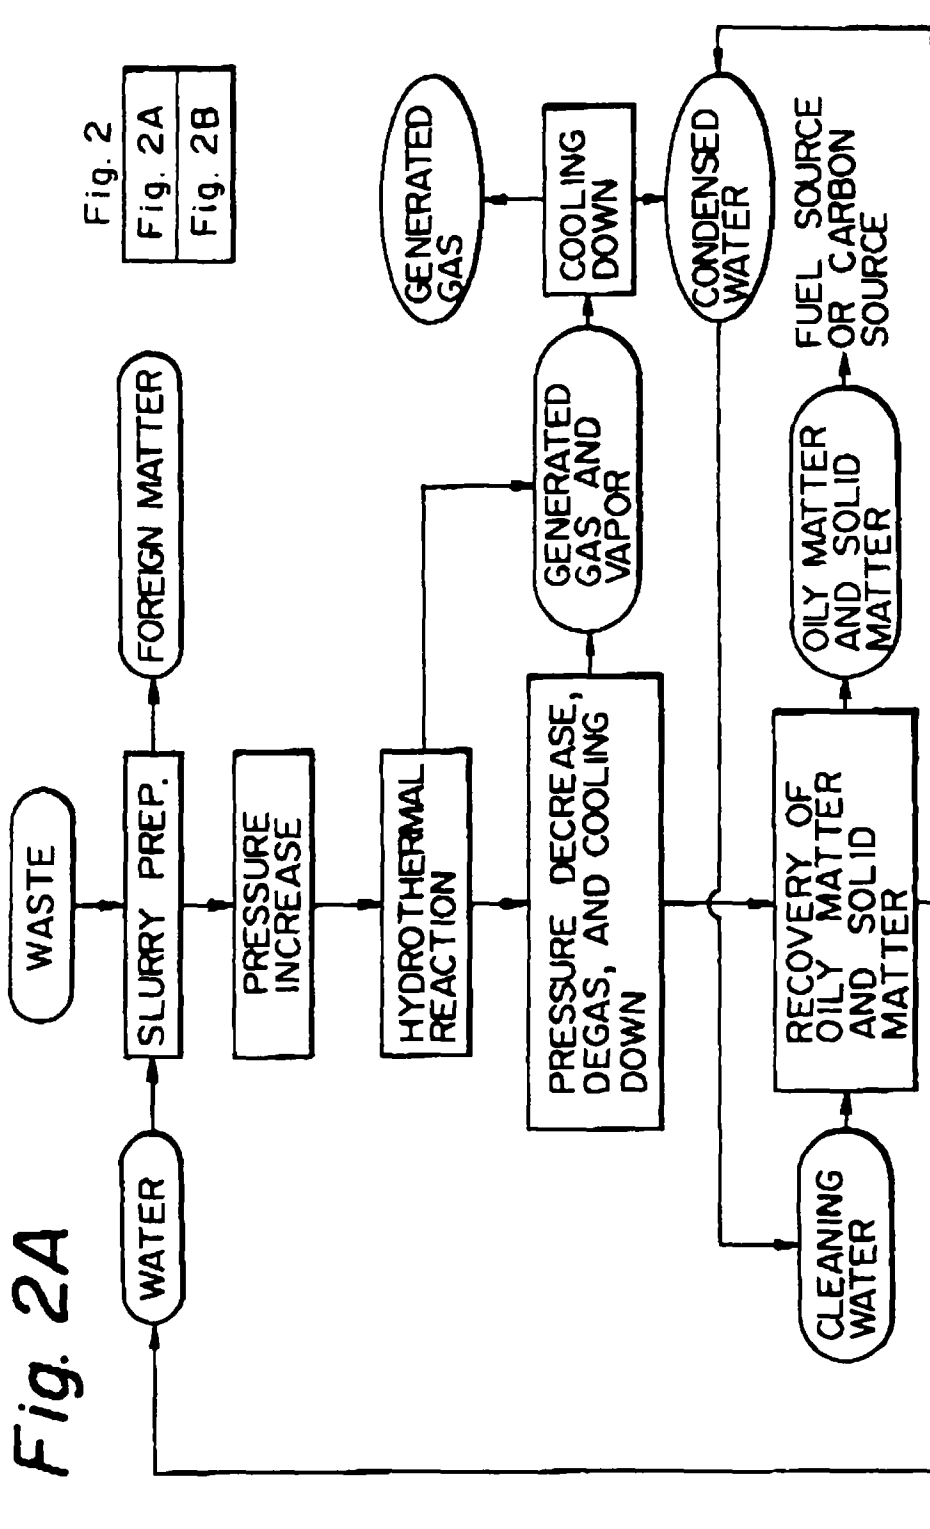 Fig. 2A
Fig. 2
Fig. 2A
Fig. 2B
WASTE
WATER
SLURRY PREP.
FOREIGN MATTER
PRESSURE
INCREASE
HYDROTHERMAL
REACTION
GENERATED
GAS
PRESSURE DECREASE,
DEGAS, AND COOLING
DOWN
GENERATED
GAS AND
VAPOR
COOLING
DOWN
CONDENSED
WATER
CLEANING
WATER
RECOVERY OF
OILY MATTER
AND SOLID
MATTER
OILY MATTER
AND SOLID
MATTER
FUEL SOURCE
OR CARBON
SOURCE